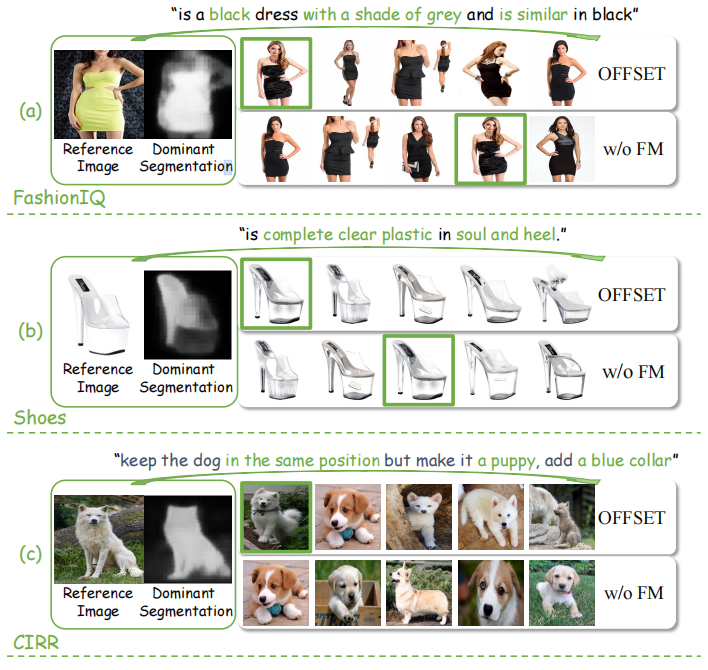 “is a black dress with a shade of grey and is similar in black”
(a)
OFFSET
Reference Image
Dominant Segmentation
w/o FM
FashionIQ
“is complete clear plastic in soul and heel.”
(b)
OFFSET
Reference Image
Dominant Segmentation
w/o FM
Shoes
“keep the dog in the same position but make it a puppy, add a blue collar”
(c)
OFFSET
Reference Image
Dominant Segmentation
w/o FM
CIRR